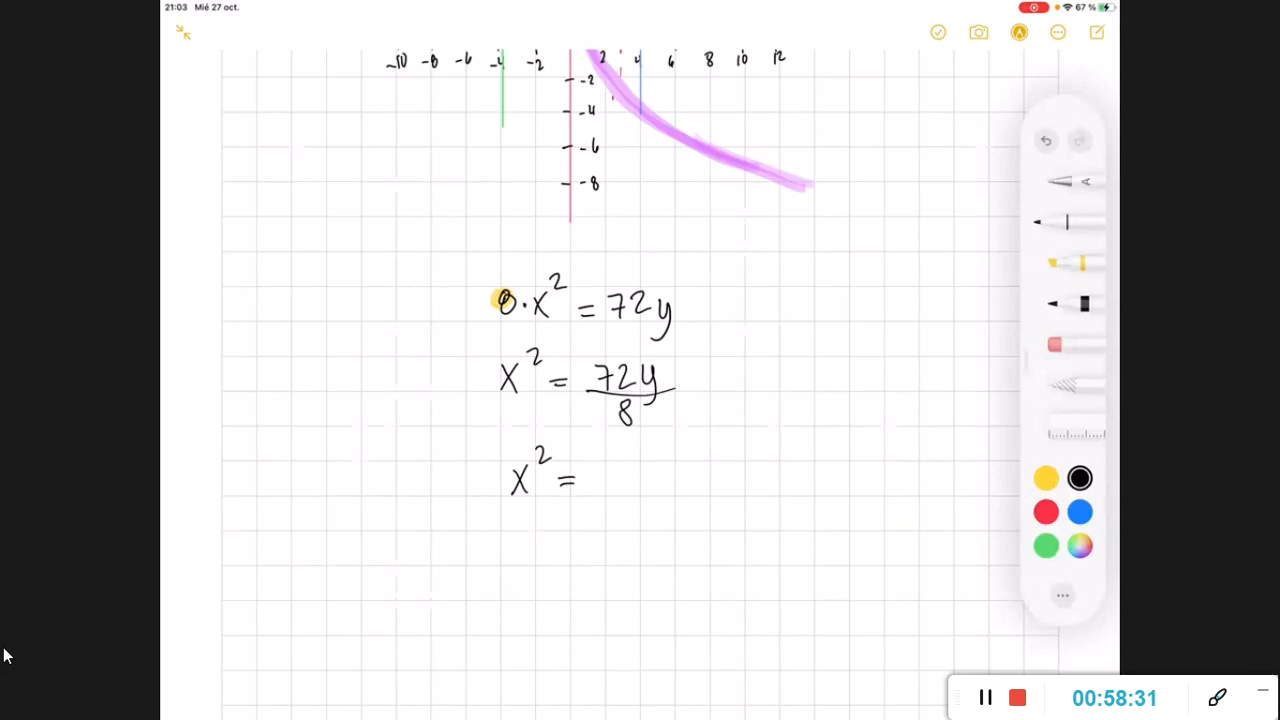 21:03 Mié 27 oct. 67 %
-10 -8 -6 -4 -2 2 4 6 8 10 12
-2
-4
-6
-8
8·x² = 72y
x² = 72y
8
x² =
A
00:58:31